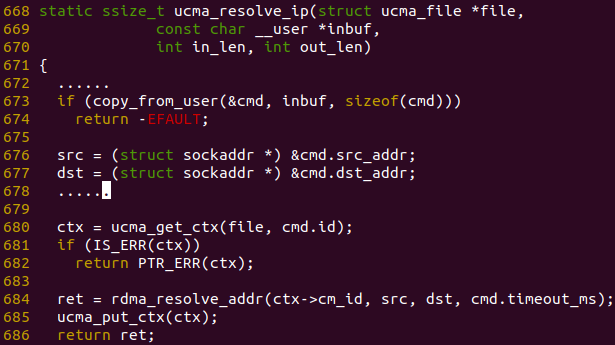 668 static ssize_t ucma_resolve_ip(struct ucma_file *file,
669 const char __user *inbuf,
670 int in_len, int out_len)
671 {
672 ......
673 if (copy_from_user(&cmd, inbuf, sizeof(cmd)))
674 return -EFAULT;
675
676 src = (struct sockaddr *) &cmd.src_addr;
677 dst = (struct sockaddr *) &cmd.dst_addr;
678 ......
679
680 ctx = ucma_get_ctx(file, cmd.id);
681 if (IS_ERR(ctx))
682 return PTR_ERR(ctx);
683
684 ret = rdma_resolve_addr(ctx->cm_id, src, dst, cmd.timeout_ms);
685 ucma_put_ctx(ctx);
686 return ret;